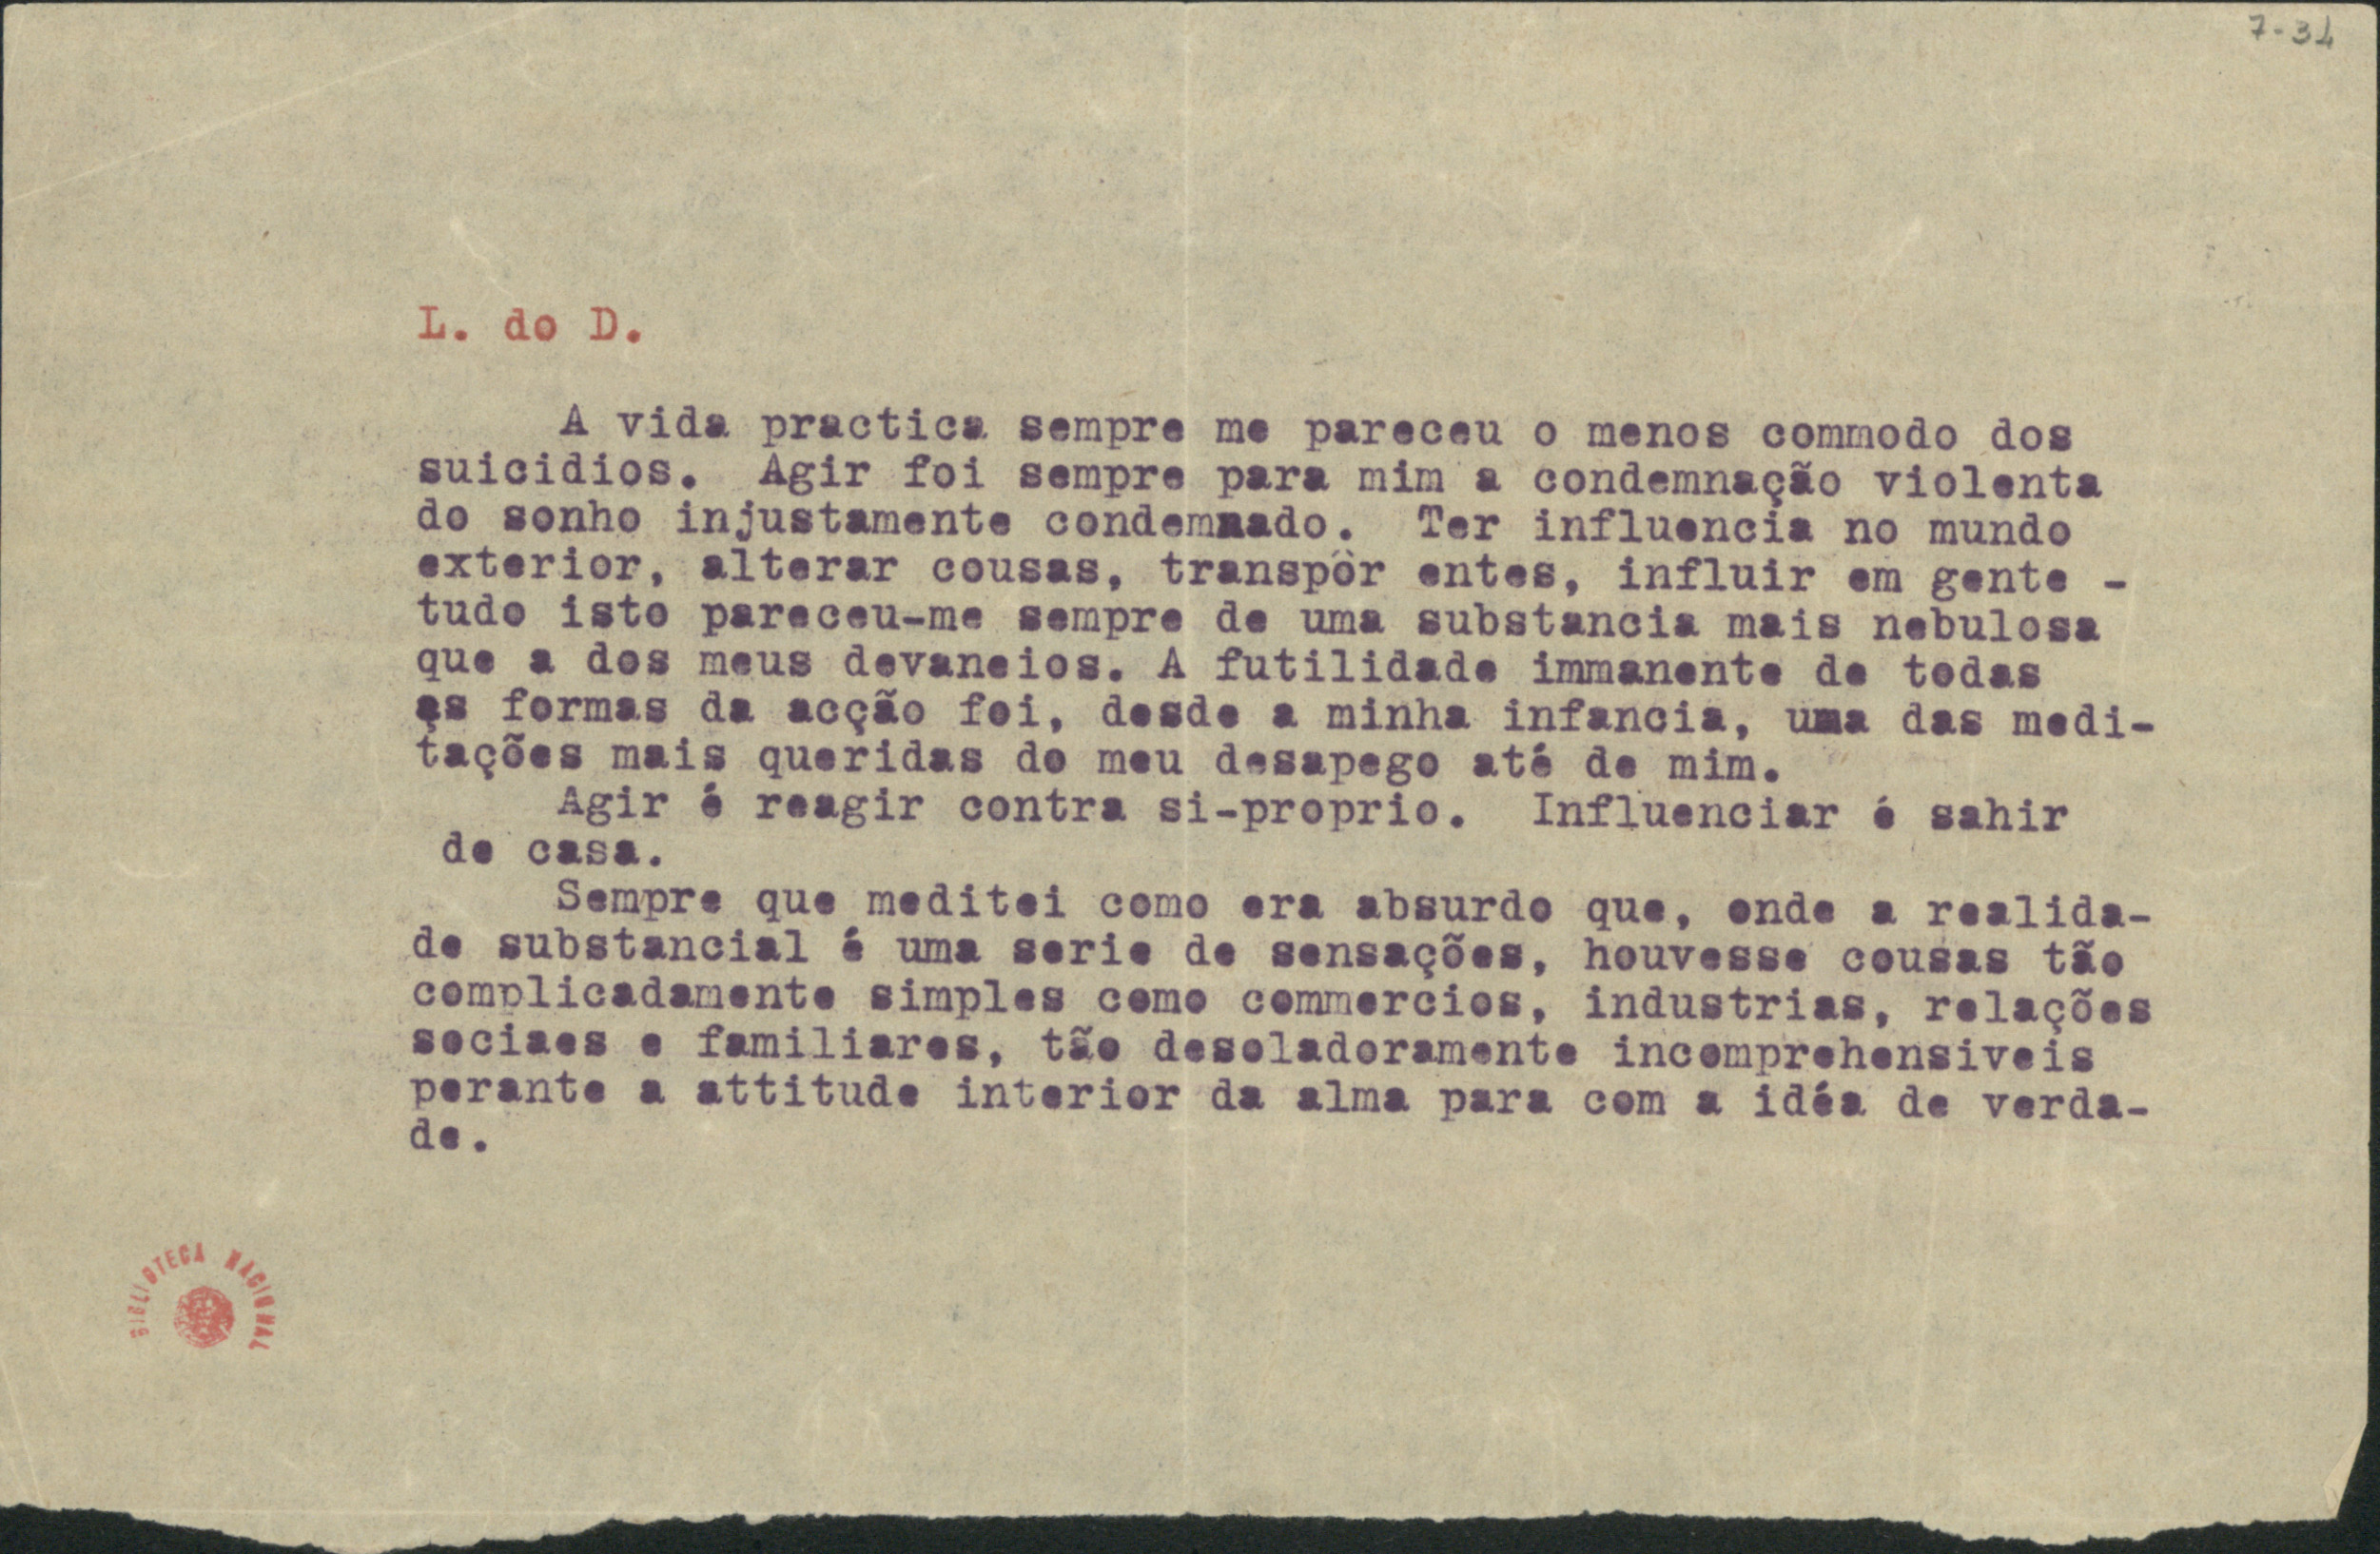 7-31
L. do D.
A vida practica sempre me pareceu o menos commodo dos
suicidios. Agir foi sempre para mim a condemnação violenta
do sonho injustamente condemnado. Ter influencia no mundo
exterior, alterar cousas, transpôr entes, influir em gente -
tudo isto pareceu-me sempre de uma substancia mais nebulosa
que a dos meus devaneios. A futilidade immanente de todas
as formas da acção foi, desde a minha infancia, uma das medi-
tações mais queridas do meu desapego até de mim.
Agir é reagir contra si-proprio. Influenciar é sahir
de casa.
Sempre que meditei como era absurdo que, onde a realida-
de substancial é uma serie de sensações, houvesse cousas tão
complicadamente simples como commercios, industrias, relações
sociaes e familiares, tão desoladoramente incomprehensiveis
perante a attitude interior da alma para com a idéa de verda-
de.
BIBLIOTECA NACIONAL